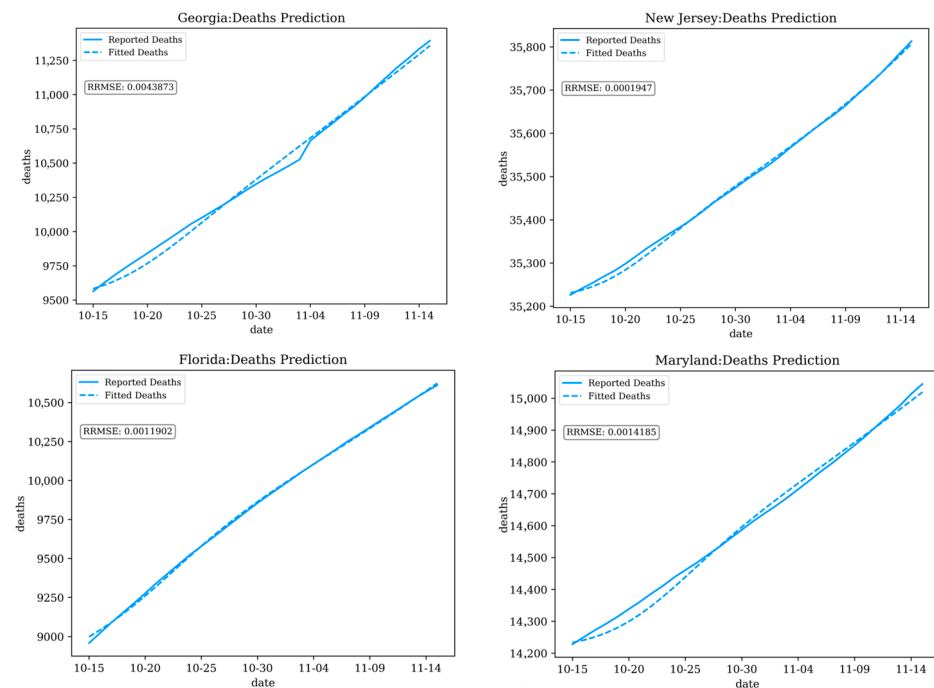 Georgia:Deaths Prediction
Reported Deaths
Fitted Deaths
RRMSE: 0.0043873
deaths
11,250
11,000
10,750
10,500
10,250
10,000
9750
9500
10-15 10-20 10-25 10-30 11-04 11-09 11-14
date
New Jersey:Deaths Prediction
Reported Deaths
Fitted Deaths
RRMSE: 0.0001947
deaths
35,800
35,700
35,600
35,500
35,400
35,300
35,200
10-15 10-20 10-25 10-30 11-04 11-09 11-14
date
Florida:Deaths Prediction
Reported Deaths
Fitted Deaths
RRMSE: 0.0011902
deaths
10,500
10,250
10,000
9750
9500
9250
9000
10-15 10-20 10-25 10-30 11-04 11-09 11-14
date
Maryland:Deaths Prediction
Reported Deaths
Fitted Deaths
RRMSE: 0.0014185
deaths
15,000
14,900
14,800
14,700
14,600
14,500
14,400
14,300
14,200
10-15 10-20 10-25 10-30 11-04 11-09 11-14
date